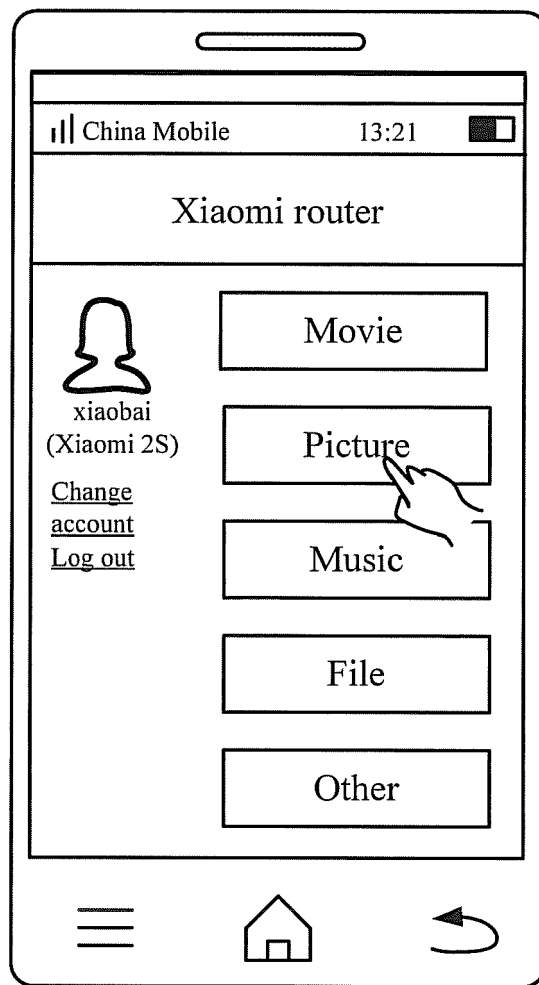 China Mobile 13:21
Xiaomi router
xiaobai
(Xiaomi 2S)
Change
account
Log out
Movie
Picture
Music
File
Other